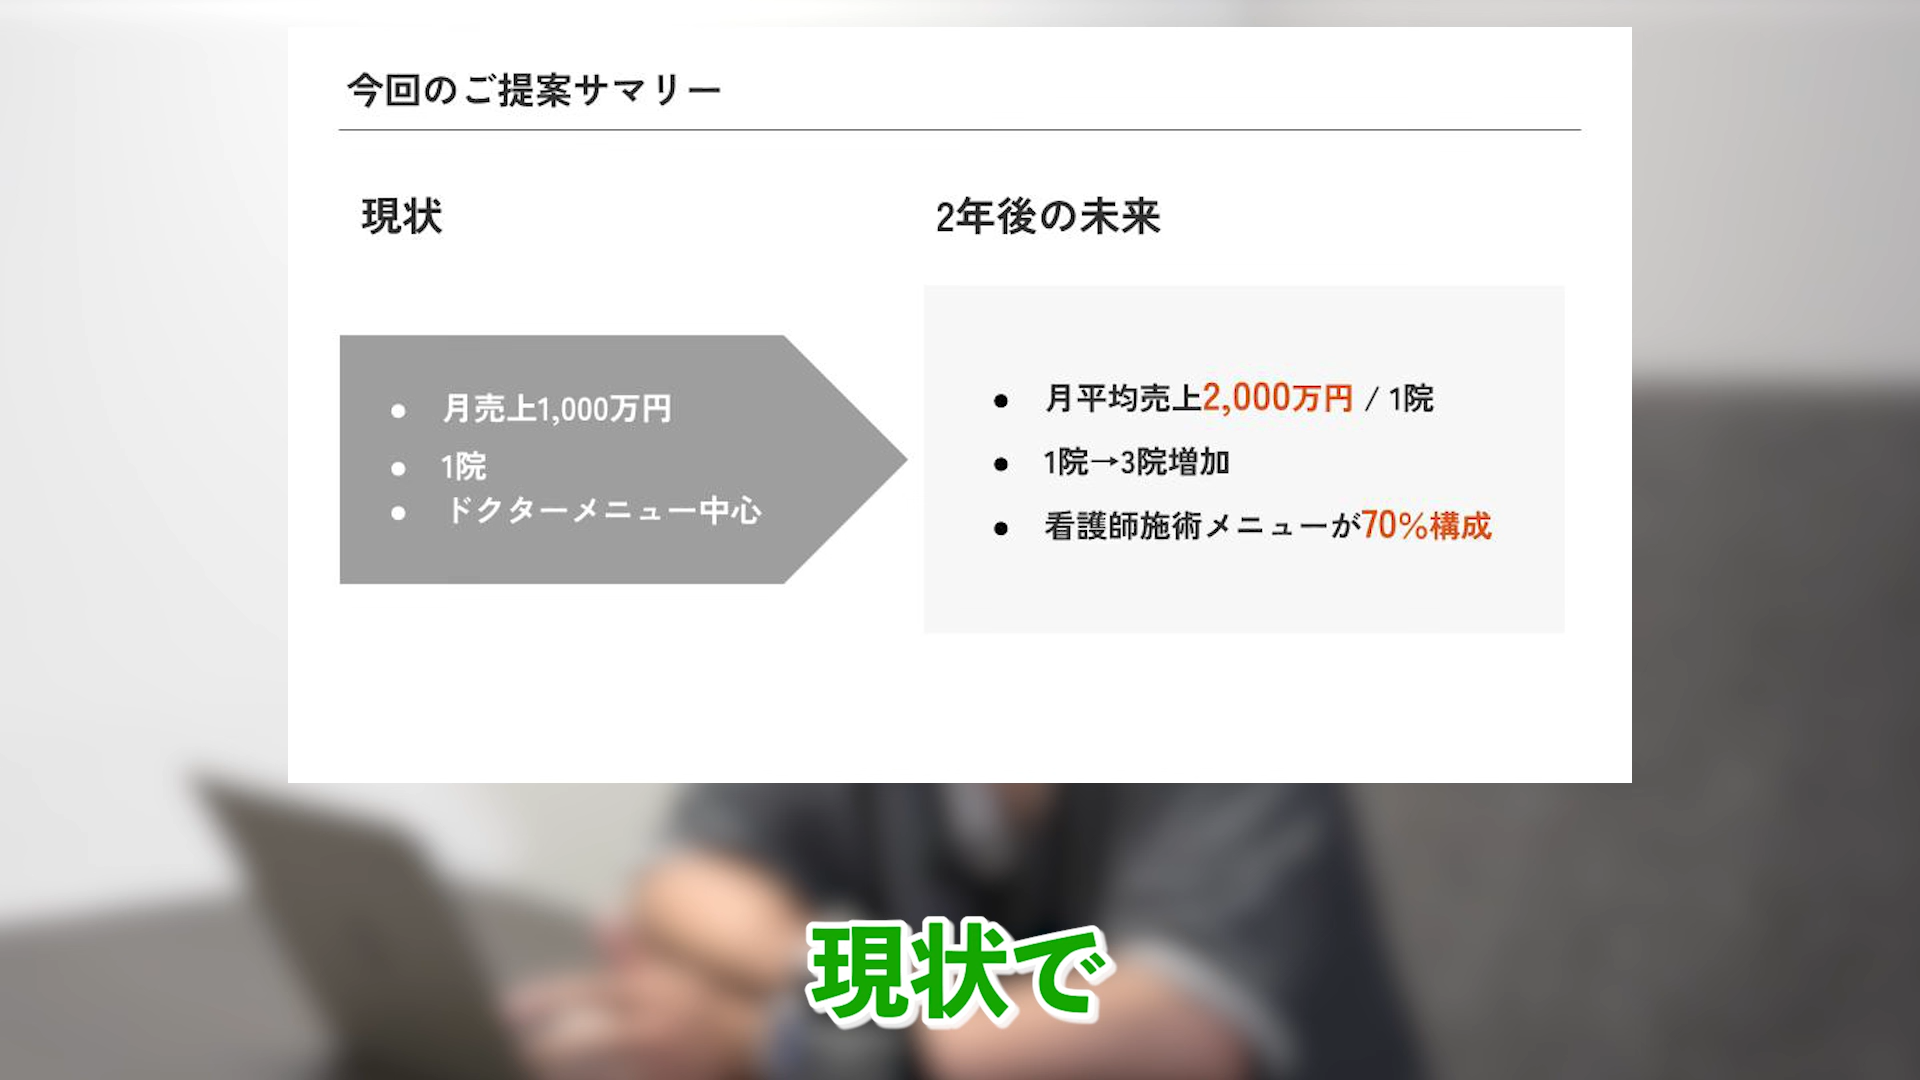 今回のご提案サマリー
現状
● 月売上1,000万円
● 1院
● ドクターメニュー中心
2年後の未来
● 月平均売上2,000万円 / 1院
● 1院→3院増加
● 看護師施術メニューが70%構成
現状で